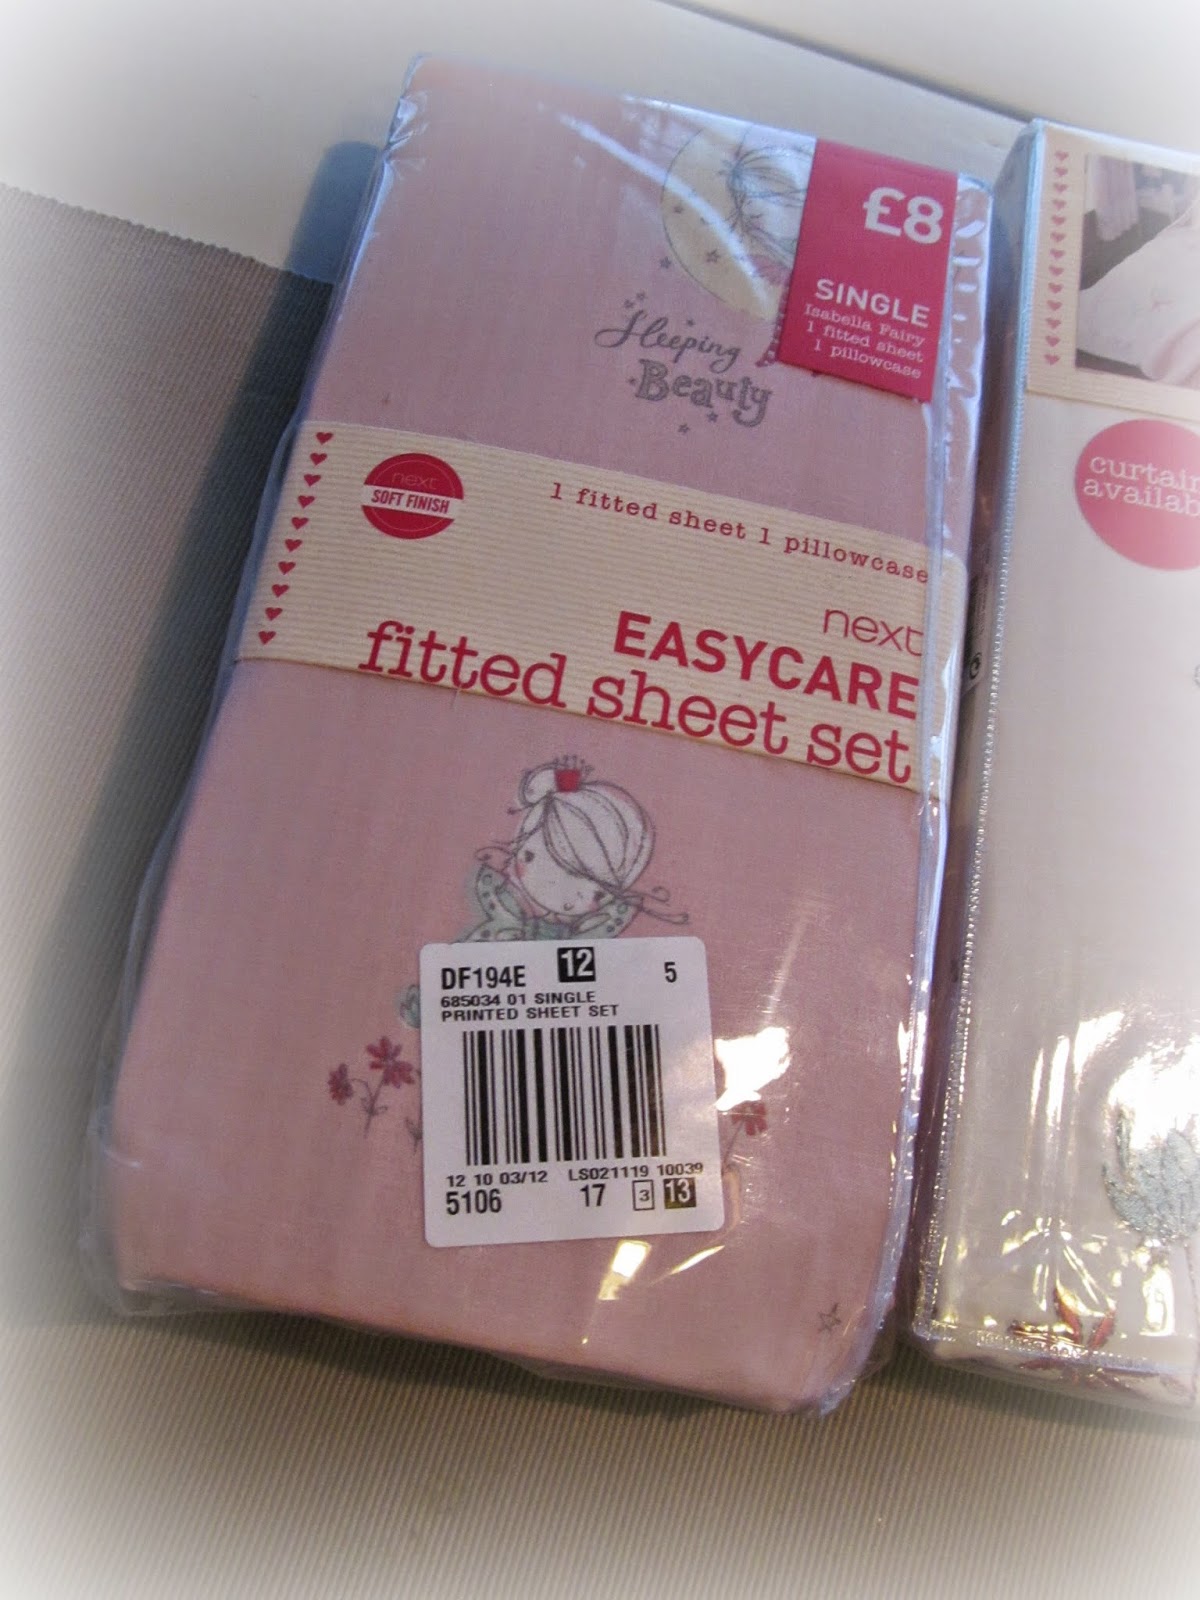 £8
SINGLE
Isabella Fairy
1 fitted sheet
1 pillowcase
Sleeping
Beauty
next
SOFT FINISH
1 fitted sheet 1 pillowcase
next
EASYCARE
fitted sheet set
DF194E 12 5
685034 01 SINGLE
PRINTED SHEET SET
12 10 03/12 LS021119 10039
5106 17 3 13
curtain
availab